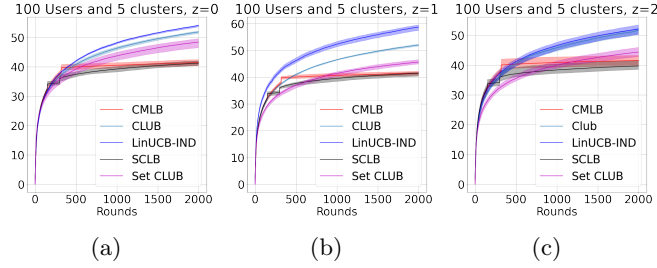 100 Users and 5 clusters, z=0
50
40
30
20
10
0
CMLB
CLUB
LinUCB-IND
SCLB
Set CLUB
0 500 1000 1500 2000
Rounds
(a)
100 Users and 5 clusters, z=1
60
50
40
30
20
10
0
CMLB
CLUB
LinUCB-IND
SCLB
Set CLUB
0 500 1000 1500 2000
Rounds
(b)
100 Users and 5 clusters, z=2
50
40
30
20
10
0
CMLB
Club
LinUCB-IND
SCLB
Set CLUB
0 500 1000 1500 2000
Rounds
(c)